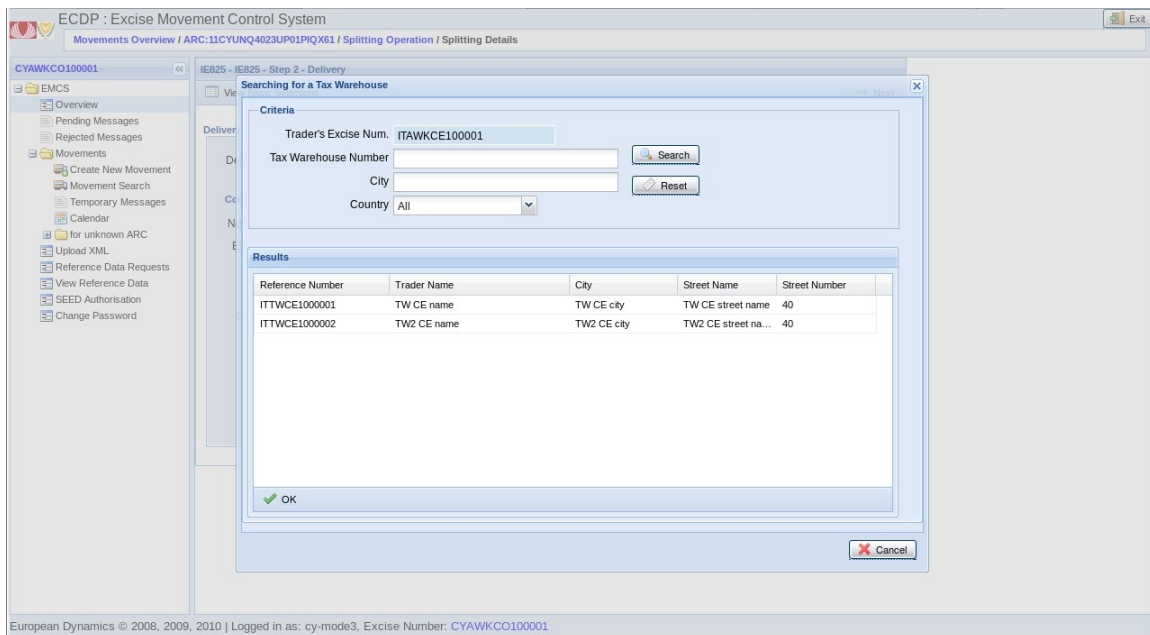 ECDP : Excise Movement Control System
Exit
Movements Overview / ARC:11CYUNQ4023UP01PIQX61 / Splitting Operation / Splitting Details
CYAWKCO100001
EMCS
Overview
Pending Messages
Rejected Messages
Movements
Create New Movement
Movement Search
Temporary Messages
Calendar
for unknown ARC
Upload XML
Reference Data Requests
View Reference Data
SEED Authorisation
Change Password
IE825 - IE825 - Step 2 - Delivery
Next
Deliver
Searching for a Tax Warehouse
Criteria
Trader's Excise Num. ITAWKCE100001
Tax Warehouse Number
Search
City
Reset
Country All
Results
Reference Number Trader Name City Street Name Street Number
ITTWCE1000001 TW CE name TW CE city TW CE street name 40
ITTWCE1000002 TW2 CE name TW2 CE city TW2 CE street na... 40
OK
Cancel
European Dynamics © 2008, 2009, 2010 | Logged in as: cy-mode3, Excise Number: CYAWKCO100001